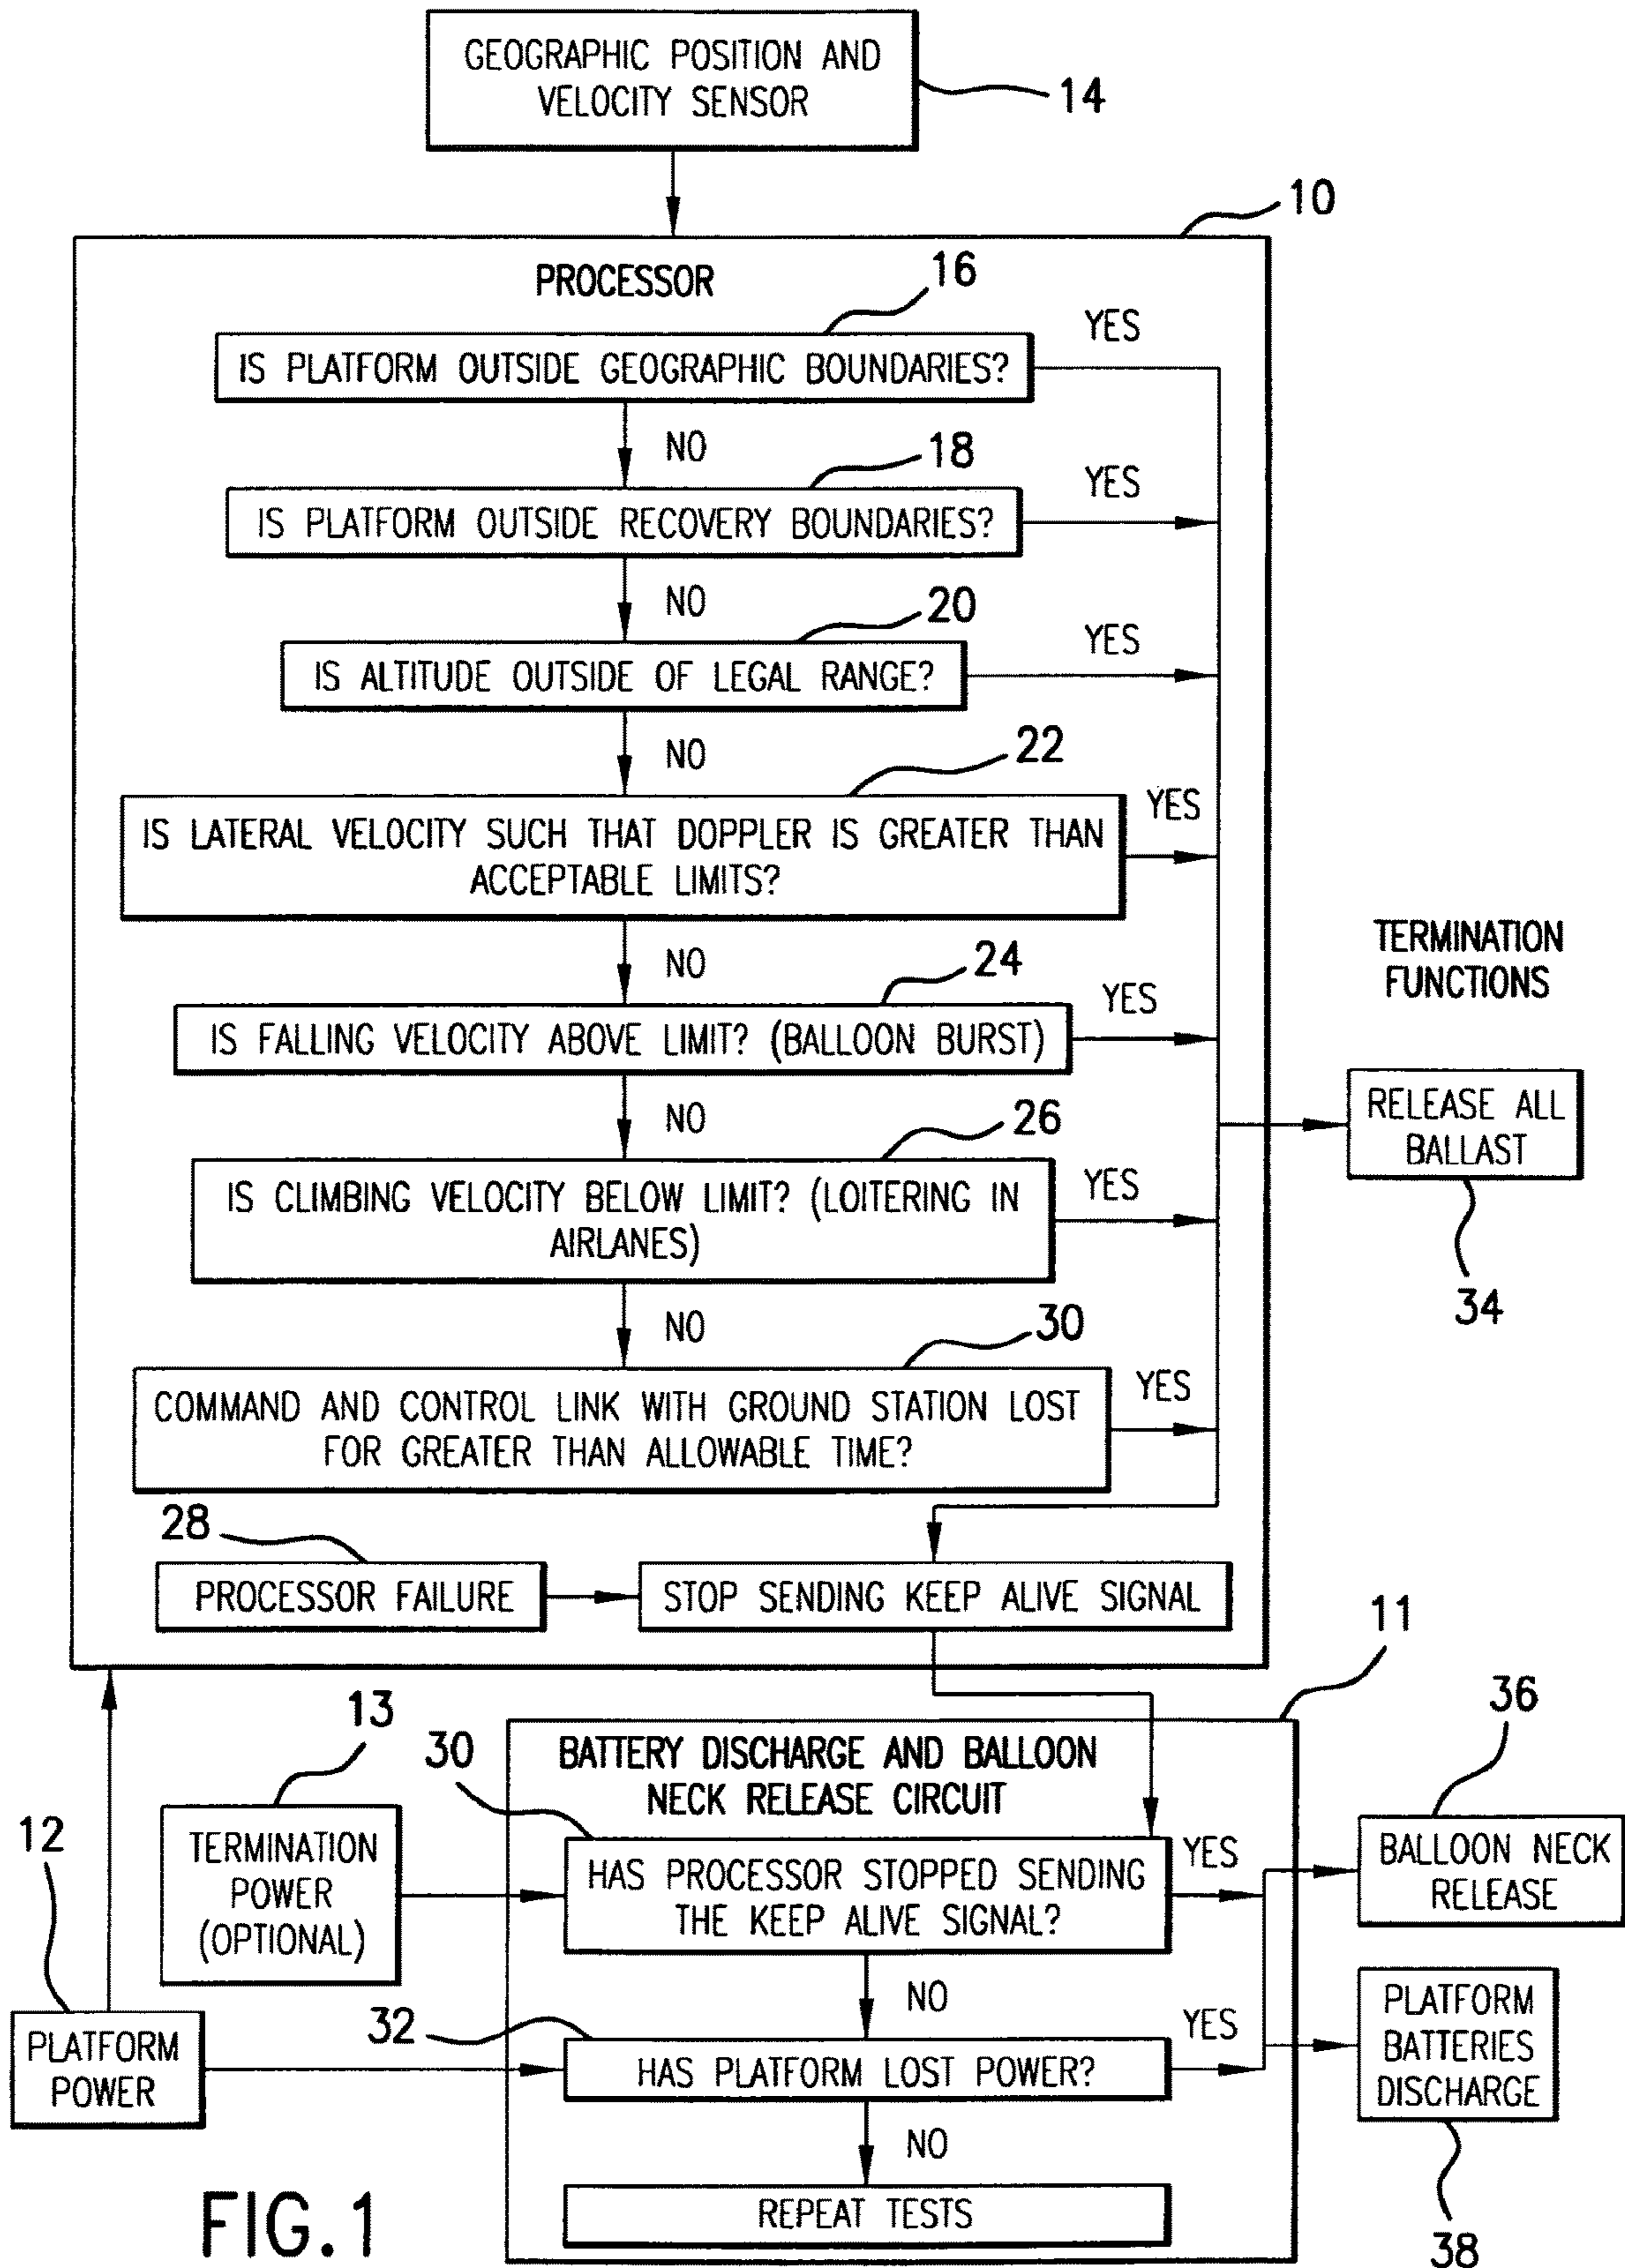 GEOGRAPHIC POSITION AND
VELOCITY SENSOR
14
10
PROCESSOR
16
YES
IS PLATFORM OUTSIDE GEOGRAPHIC BOUNDARIES?
NO
18
YES
IS PLATFORM OUTSIDE RECOVERY BOUNDARIES?
NO
20
YES
IS ALTITUDE OUTSIDE OF LEGAL RANGE?
NO
22
YES
IS LATERAL VELOCITY SUCH THAT DOPPLER IS GREATER THAN
ACCEPTABLE LIMITS?
NO
24
YES
IS FALLING VELOCITY ABOVE LIMIT? (BALLOON BURST)
NO
26
YES
IS CLIMBING VELOCITY BELOW LIMIT? (LOITERING IN
AIRLANES)
NO
30
YES
COMMAND AND CONTROL LINK WITH GROUND STATION LOST
FOR GREATER THAN ALLOWABLE TIME?
28
PROCESSOR FAILURE
STOP SENDING KEEP ALIVE SIGNAL
TERMINATION
FUNCTIONS
RELEASE ALL
BALLAST
34
11
13
30
BATTERY DISCHARGE AND BALLOON
NECK RELEASE CIRCUIT
36
12
TERMINATION
POWER
(OPTIONAL)
HAS PROCESSOR STOPPED SENDING
THE KEEP ALIVE SIGNAL?
YES
BALLOON NECK
RELEASE
NO
32
YES
PLATFORM
POWER
HAS PLATFORM LOST POWER?
PLATFORM
BATTERIES
DISCHARGE
NO
REPEAT TESTS
38
FIG.1